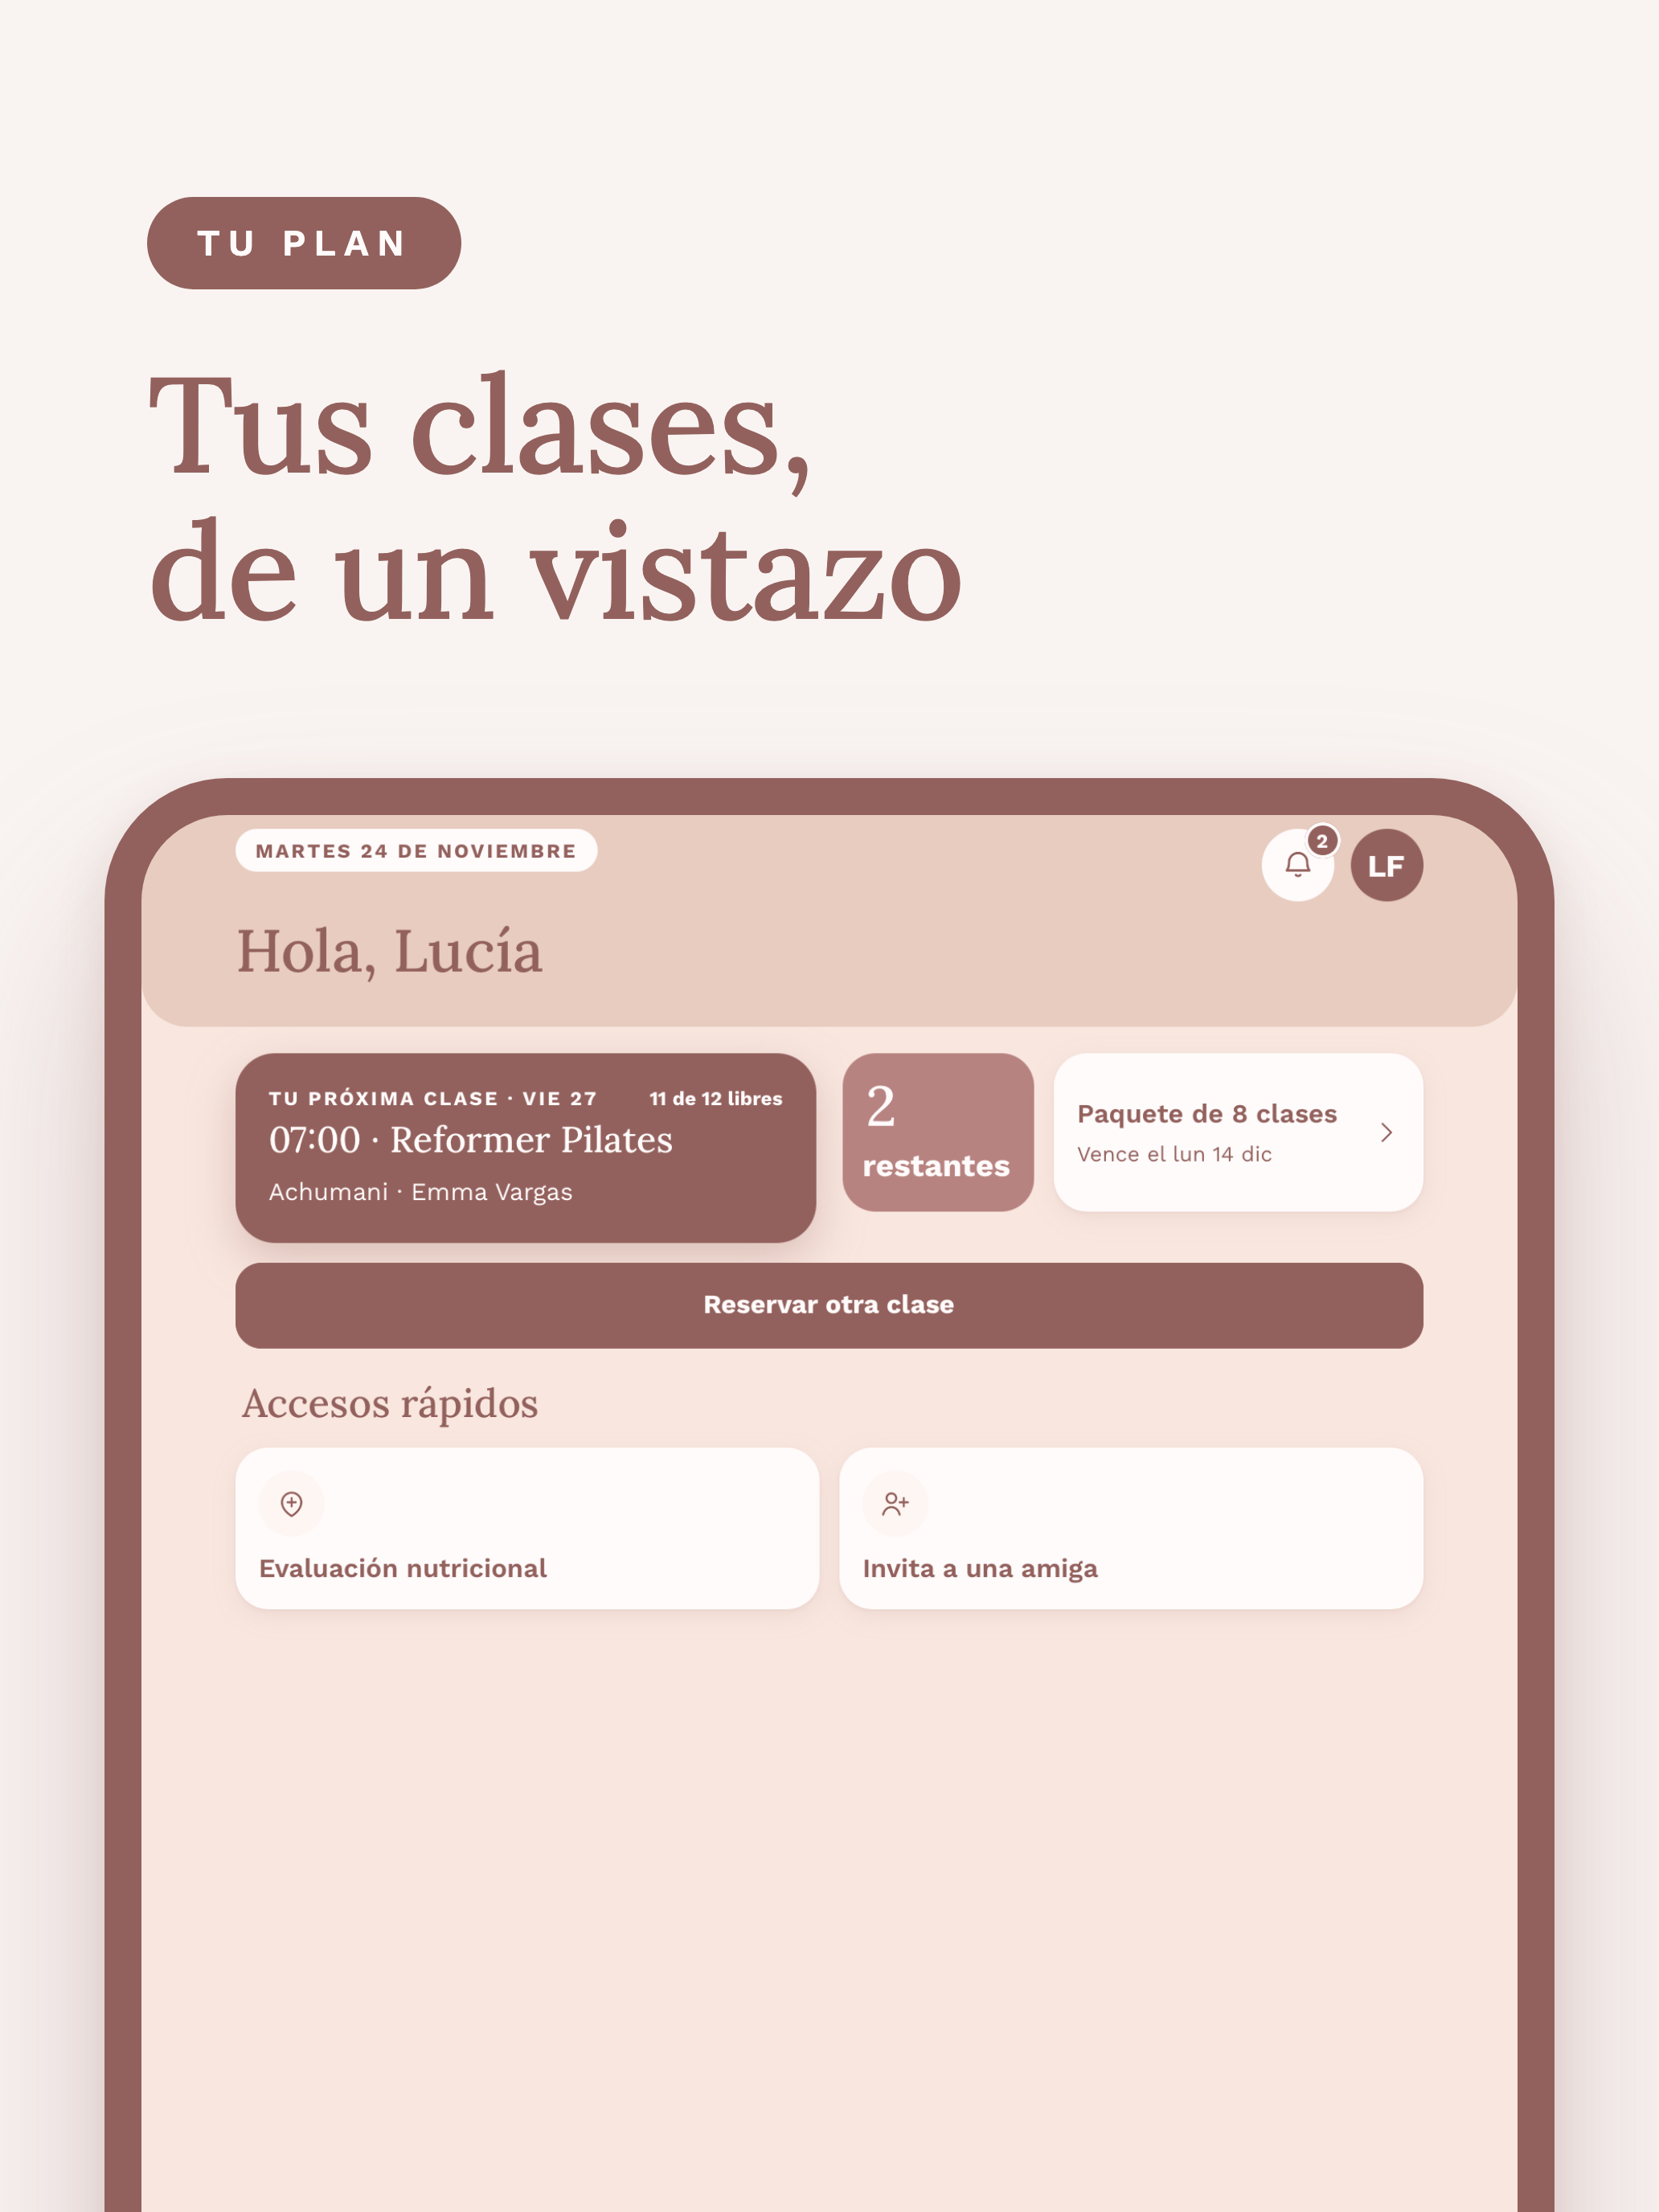 TU PLAN
Tus clases,
de un vistazo
MARTES 24 DE NOVIEMBRE
2
LF
Hola, Lucía
TU PRÓXIMA CLASE · VIE 27
11 de 12 libres
07:00 · Reformer Pilates
Achumani · Emma Vargas
2
restantes
Paquete de 8 clases
Vence el lun 14 dic
Reservar otra clase
Accesos rápidos
Evaluación nutricional
Invita a una amiga